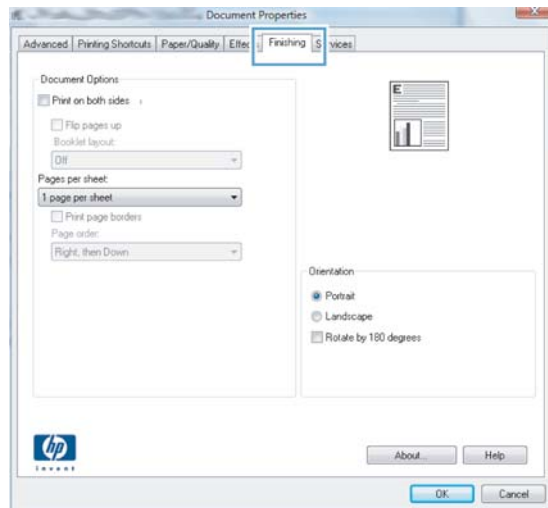 Document Properties
Advanced Printing Shortcuts Paper/Quality Finishing
Document Options
Print on both sides
Flip pages up
Booklet layout:
Off
Pages per sheet:
1 page per sheet
Print page borders
Page order:
Right, then Down
E
Orientation
Portrait
Landscape
Rotate by 180 degrees
hp
invent
About... Help
OK Cancel